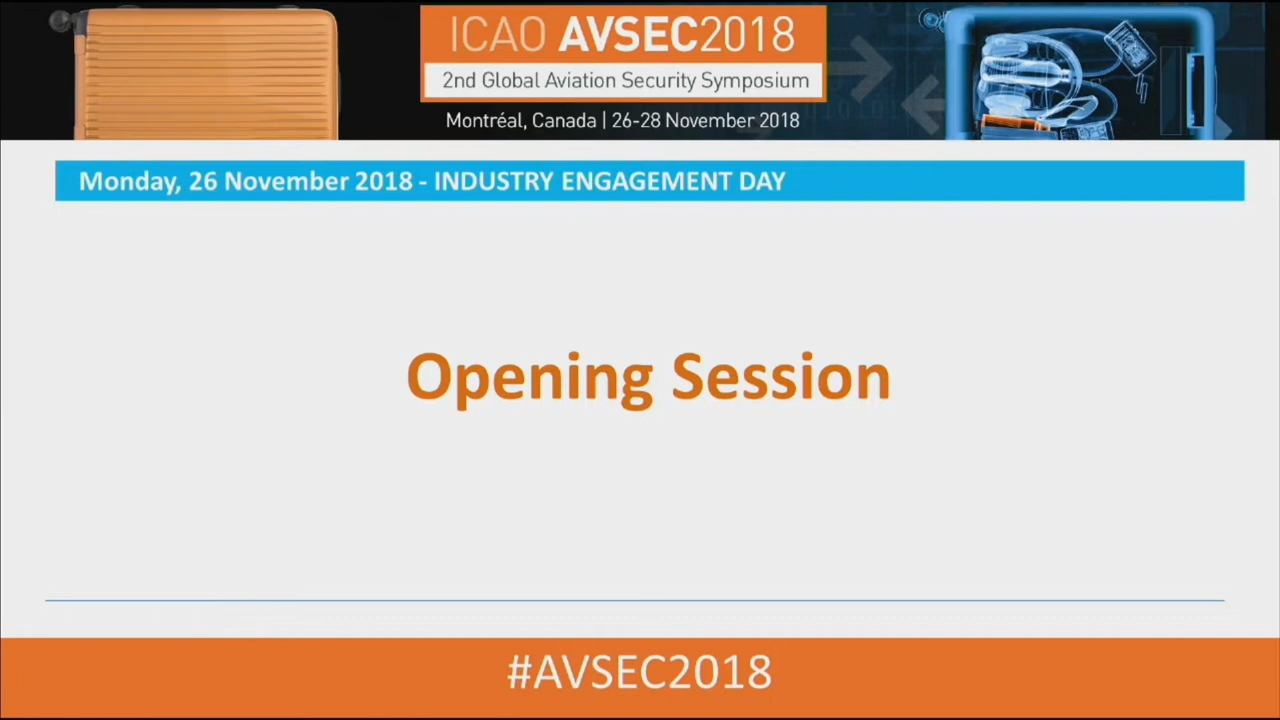 ICAO AVSEC2018
2nd Global Aviation Security Symposium
Montréal, Canada | 26-28 November 2018
Monday, 26 November 2018 - INDUSTRY ENGAGEMENT DAY
Opening Session
#AVSEC2018